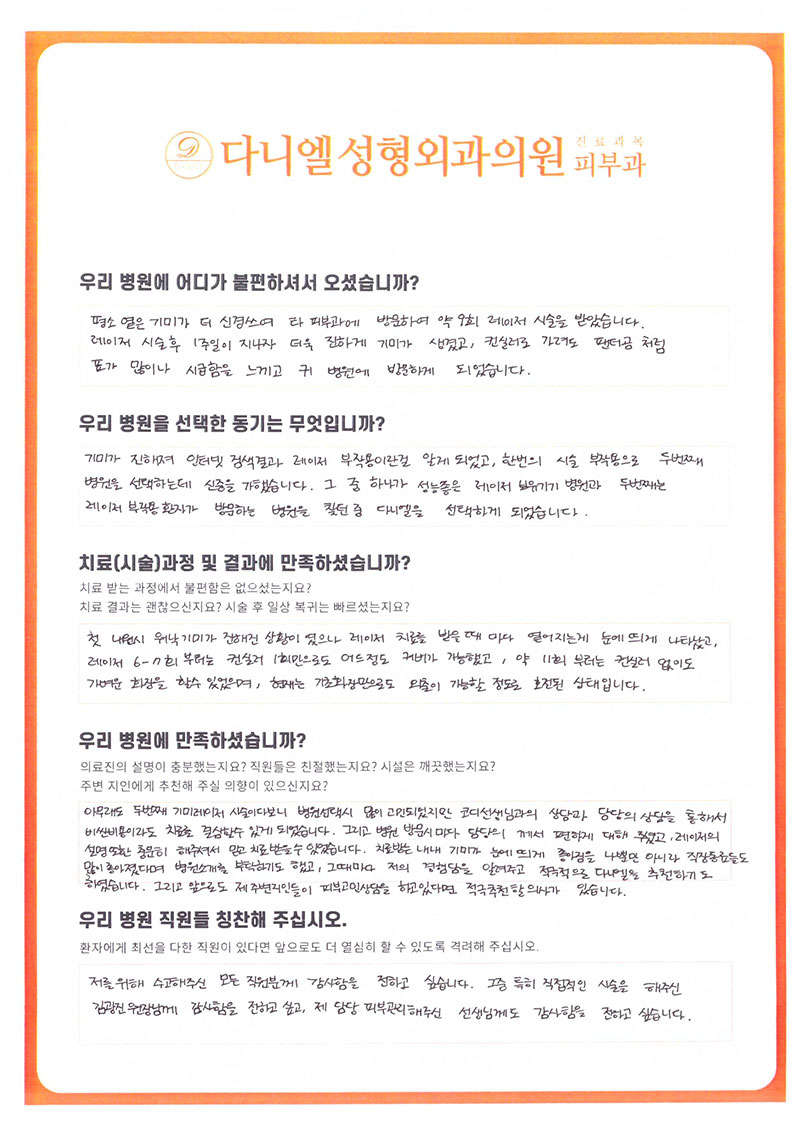 다니엘성형외과의원 진료과목 피부과
우리 병원에 어디가 불편하셔서 오셨습니까?
평소 옅은 기미가 더 신경쓰여 타 피부과에 방문하여 약 9회 레이저 시술을 받았습니다.
레이저 시술후 1주일이 지나자 더욱 진하게 기미가 생겼고, 컨실러로 가려도 팬더곰 처럼
표가 많이나 시급함을 느끼고 귀 병원에 방문하게 되었습니다.
우리 병원을 선택한 동기는 무엇입니까?
기미가 진해져 인터넷 검색결과 레이저 부작용이란걸 알게 되었고, 한번의 시술 부작용으로 두번째
병원을 선택하는데 신중을 가했습니다. 그 중 하나가 성능좋은 레이저 보유기기 병원과 두번째는
레이저 부작용 환자가 방문하는 병원을 찾던 중 다니엘을 선택하게 되었습니다.
치료(시술)과정 및 결과에 만족하셨습니까?
치료 받는 과정에서 불편함은 없으셨는지요?
치료 결과는 괜찮으신지요? 시술 후 일상 복귀는 빠르셨는지요?
첫 내원시 워낙 기미가 진해진 상황이 였으나 레이저 치료를 받을때 마다 옅어지는게 눈에 띄게 나타났고,
레이저 6-7회 부터는 컨실러 1회만으로도 어느정도 커버가 가능했고, 약 11회 부터는 컨실러 없이도
가벼운 화장을 할수 있었으며, 현재는 기초화장만으로도 외출이 가능할 정도로 호전된 상태입니다.
우리 병원에 만족하셨습니까?
의료진의 설명이 충분했는지요? 직원들은 친절했는지요? 시설은 깨끗했는지요?
주변 지인에게 추천해 주실 의향이 있으신지요?
아무래도 두번째 기미레이저 시술이다보니 병원선택시 많이 고민되었지만 코디선생님과의 상담과 담당의 상담을 통해서
비싼비용이라도 치료를 결심할수 있게 되었습니다. 그리고 병원 방문시 마다 담당의 께서 편하게 대해 주었고, 레이저의
설명 또한 충분히 해주셔서 믿고 치료받을수 있었습니다. 치료받는 내내 기미가 눈에 띄게 좋아짐을 나뿐만 아니라 직장동료들도
많이 좋아졌다며 병원소개를 부탁하기도 했고, 그때마다 저의 경험담을 알려주고 적극적으로 다니엘을 추천하기도
하였습니다. 그리고 앞으로도 제 주변지인들이 피부고민상담을 하고있다면 적극추천할의사가 있습니다.
우리 병원 직원들 칭찬해 주십시오.
환자에게 최선을 다한 직원이 있다면 앞으로도 더 열심히 할 수 있도록 격려해 주십시오.
저를 위해 수고해주신 모든 직원분께 감사함을 전하고 싶습니다. 그중 특히 직접적인 시술을 해주신
김광진 원장님께 감사함을 전하고 싶고, 제 담당 피부관리 해주신 선생님께도 감사함을 전하고 싶습니다.